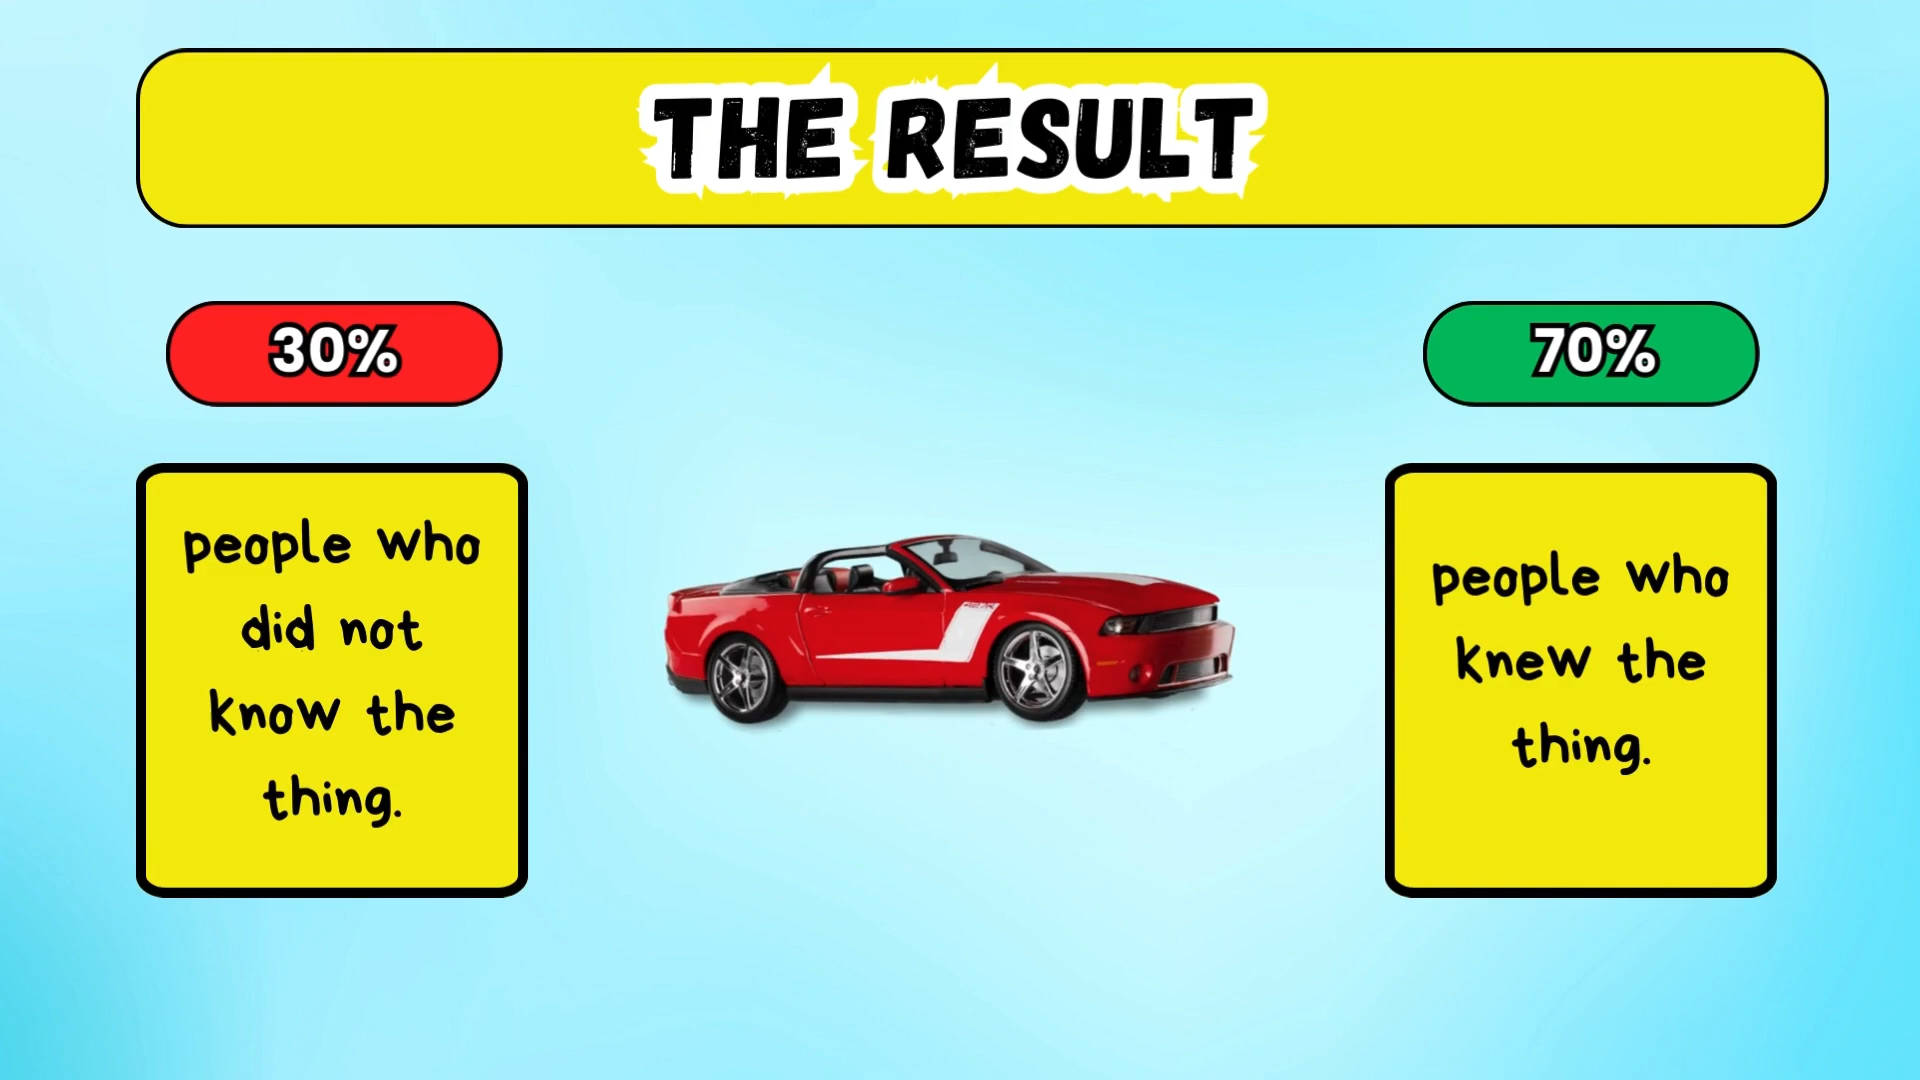 THE RESULT
30%
70%
people who
did not
know the
thing.
people who
knew the
thing.